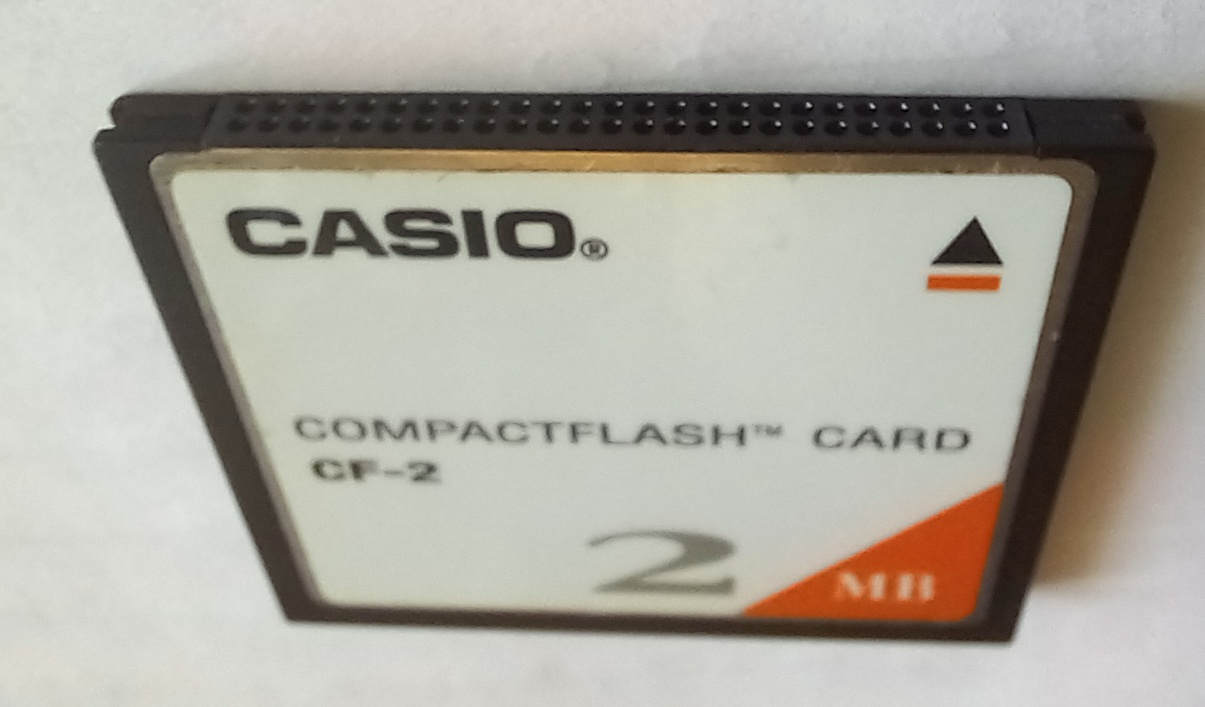 CASIO®
COMPACTFLASH™ CARD
CF-2
2 MB